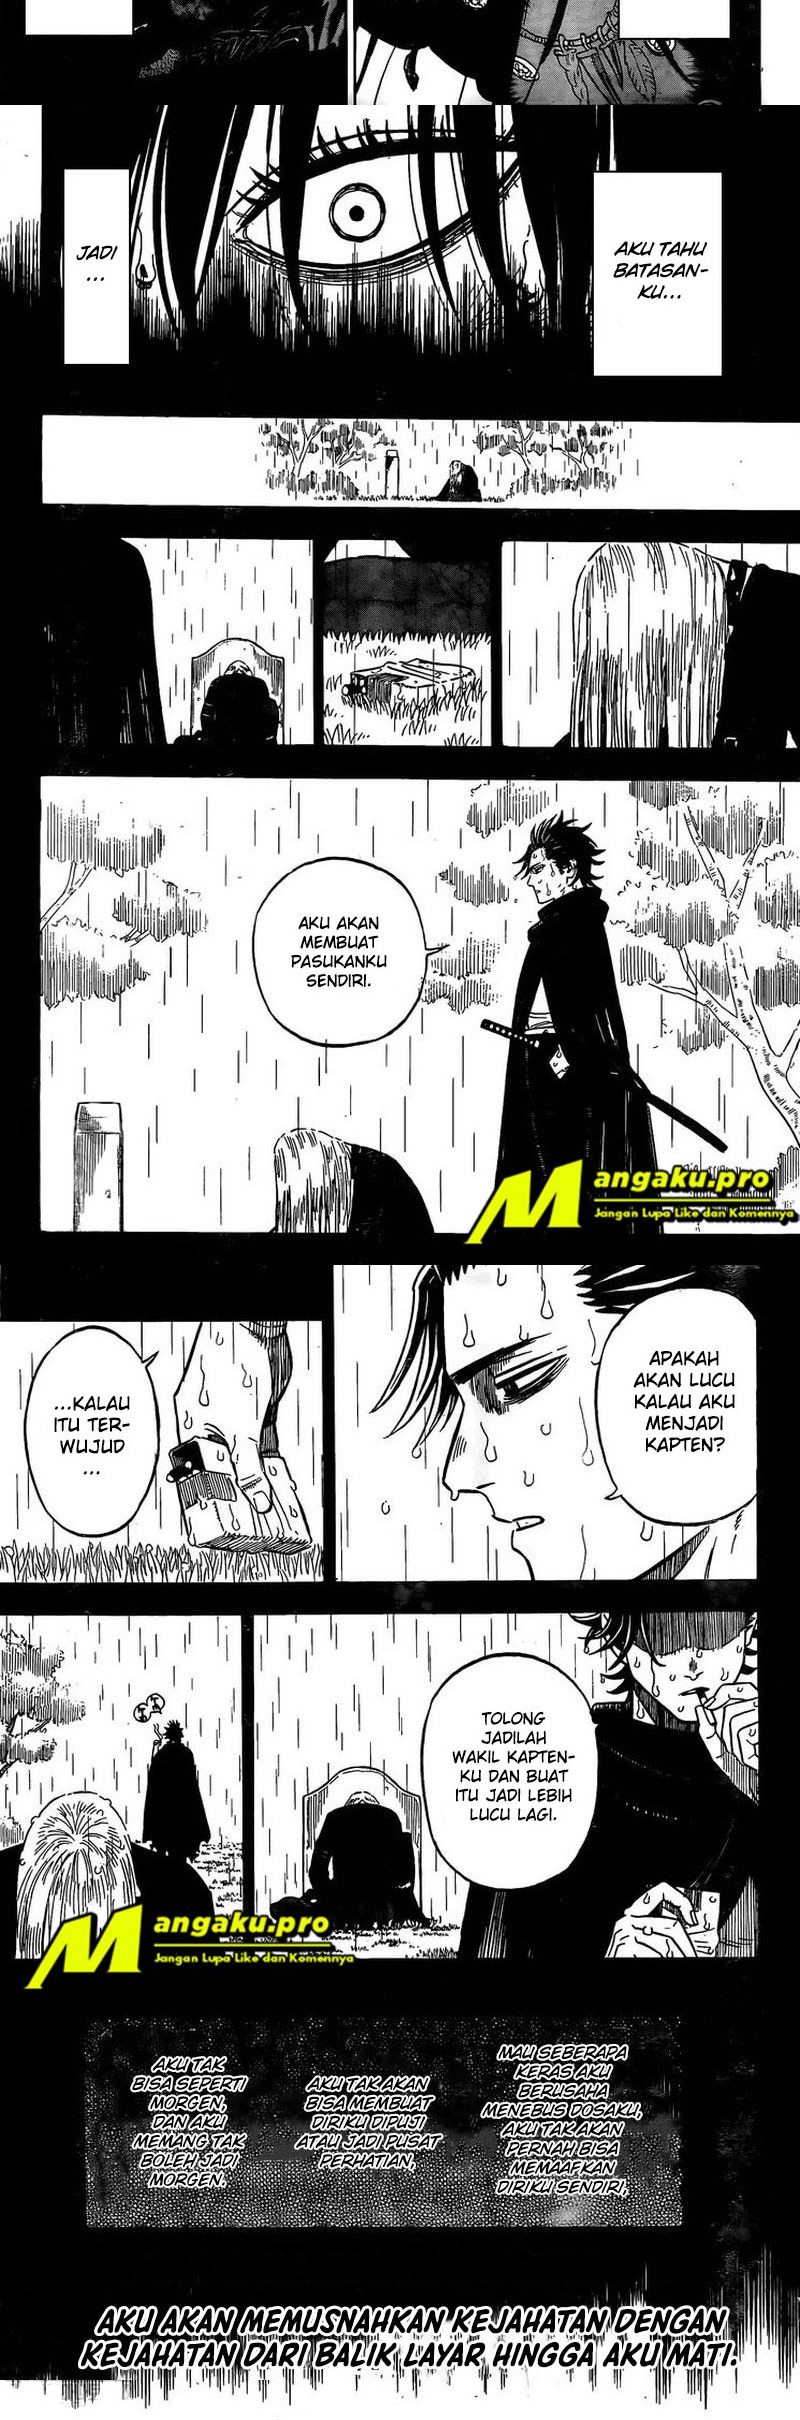 AKU TAHU
BATASAN-
KU...
JADI
...
AKU AKAN
MEMBUAT
PASUKANKU
SENDIRI.
Mangaku.pro
Jangan Lupa Like dan Komennya
APAKAH
AKAN LUCU
KALAU AKU
MENJADI
KAPTEN?
...KALAU
ITU TER-
WUJUD
...
TOLONG
JADILAH
WAKIL KAPTEN-
KU DAN BUAT
ITU JADI LEBIH
LUCU LAGI.
Mangaku.pro
Jangan Lupa Like dan Komennya
MAU SEBERAPA
KERAS AKU
BERUSAHA
MENEBUS DOSAKU,
AKU TAK AKAN
PERNAH BISA
MEMAAFKAN
DIRIKU SENDIRI,
AKU TAK AKAN
BISA MEMBUAT
DIRIKU DIPUJI
ATAU JADI PUSAT
PERHATIAN,
AKU TAK
BISA SEPERTI
MORGEN,
DAN AKU
MEMANG TAK
BOLEH JADI
MORGEN.
AKU AKAN MEMUSNAHKAN KEJAHATAN DENGAN
KEJAHATAN DARI BALIK LAYAR HINGGA AKU MATI.